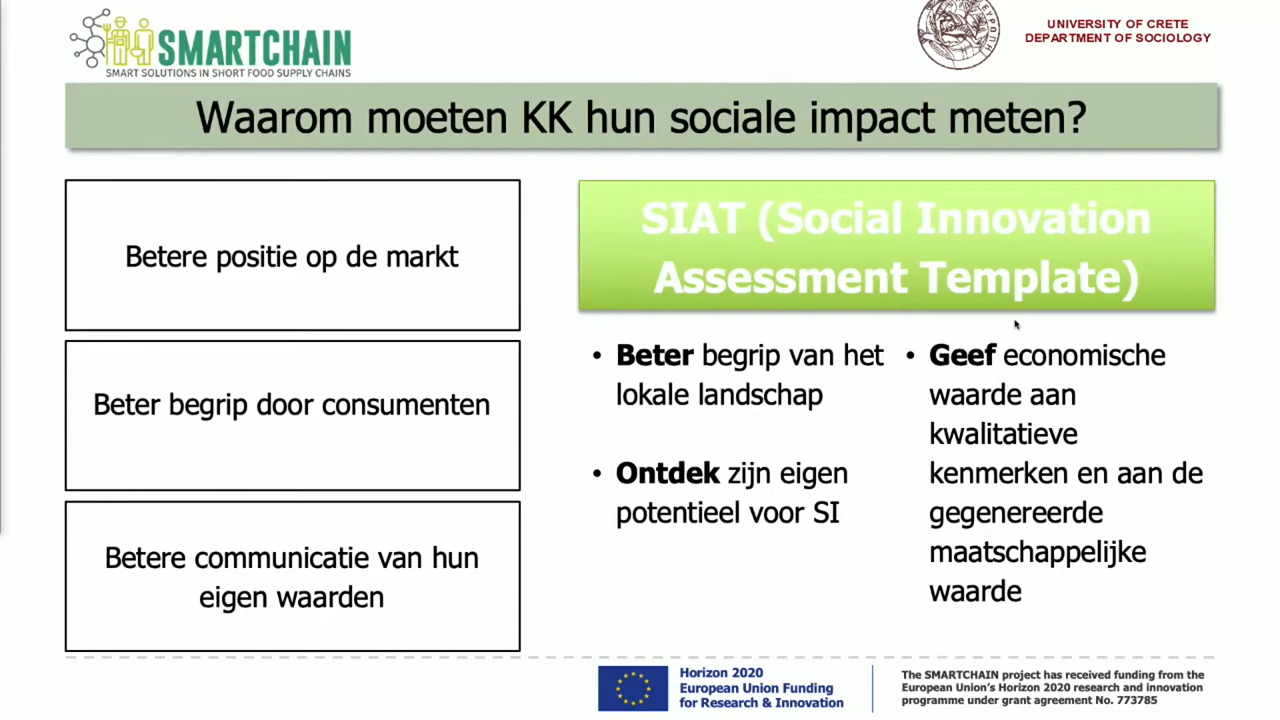 SMARTCHAIN
SMART SOLUTIONS IN SHORT FOOD SUPPLY CHAINS
UNIVERSITY OF CRETE
DEPARTMENT OF SOCIOLOGY
Waarom moeten KK hun sociale impact meten?
Betere positie op de markt
Beter begrip door consumenten
Betere communicatie van hun
eigen waarden
SIAT (Social Innovation
Assessment Template)
• Beter begrip van het
lokale landschap
• Ontdek zijn eigen
potentieel voor SI
• Geef economische
waarde aan
kwalitatieve
kenmerken en aan de
gegenereerde
maatschappelijke
waarde
Horizon 2020
European Union Funding
for Research & Innovation
The SMARTCHAIN project has received funding from the
European Union's Horizon 2020 research and innovation
programme under grant agreement No. 773785